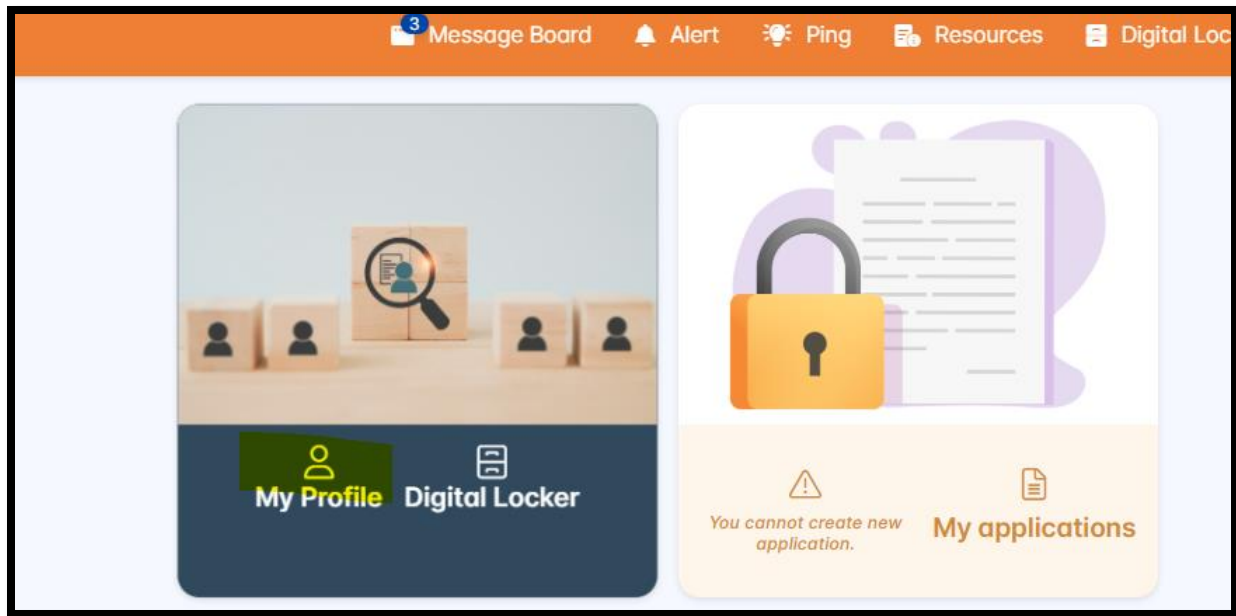 3 Message Board Alert Ping Resources Digital Loc
My Profile Digital Locker
You cannot create new
application.
My applications